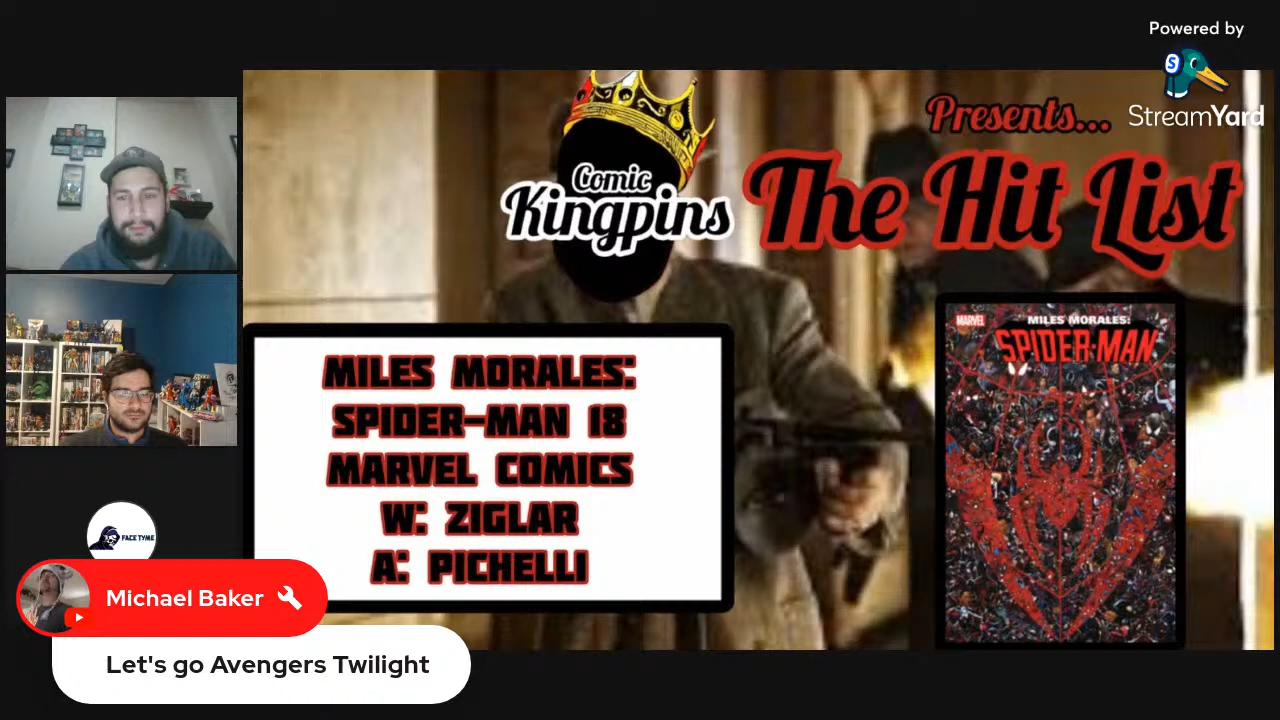 Powered by
S
StreamYard
Presents...
Comic
Kingpins
The Hit List
MILES MORALES:
SPIDER-MAN 18
MARVEL COMICS
W: ZIGLAR
A: PICHELLI
MARVEL
MILES MORALES:
SPIDER-MAN
FACE TYME
Michael Baker
Let's go Avengers Twilight